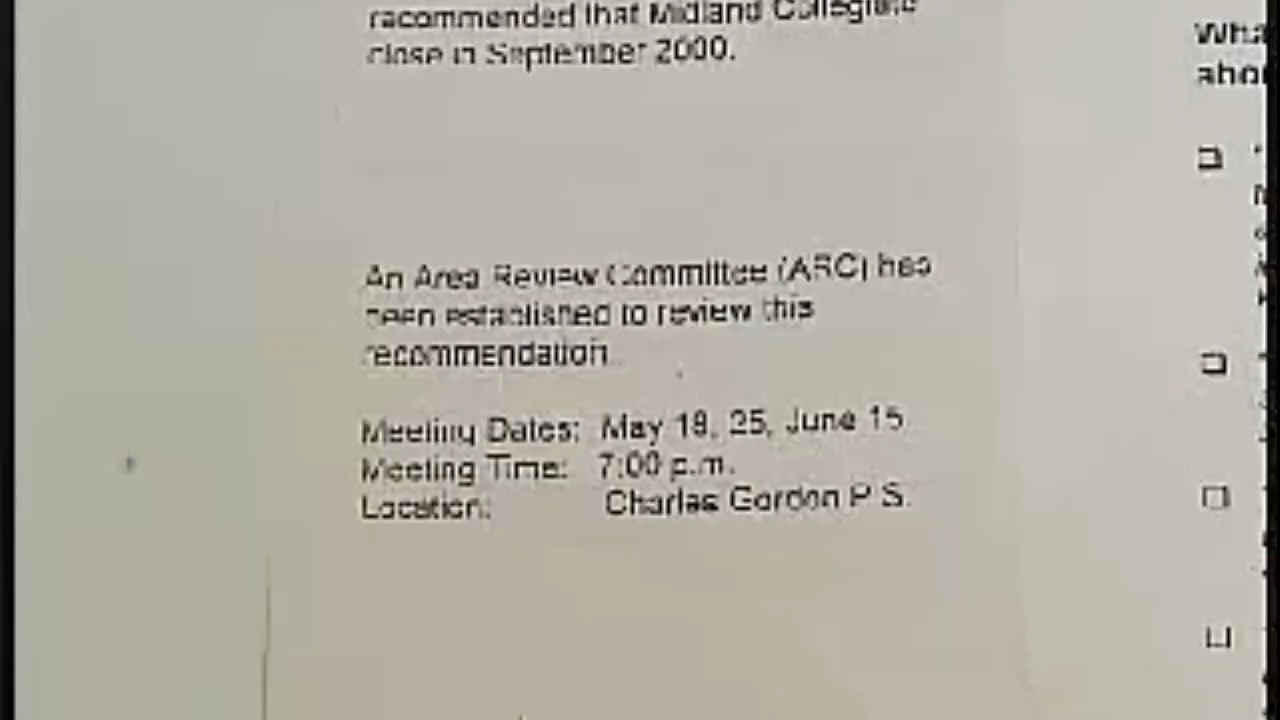 recommended that Midland Collegiate
close in September 2000.
An Area Review Committee (ARC) has
been established to review this
recommendation.
Meeting Dates: May 18, 25, June 15
Meeting Time: 7:00 p.m.
Location: Charles Gordon P.S.